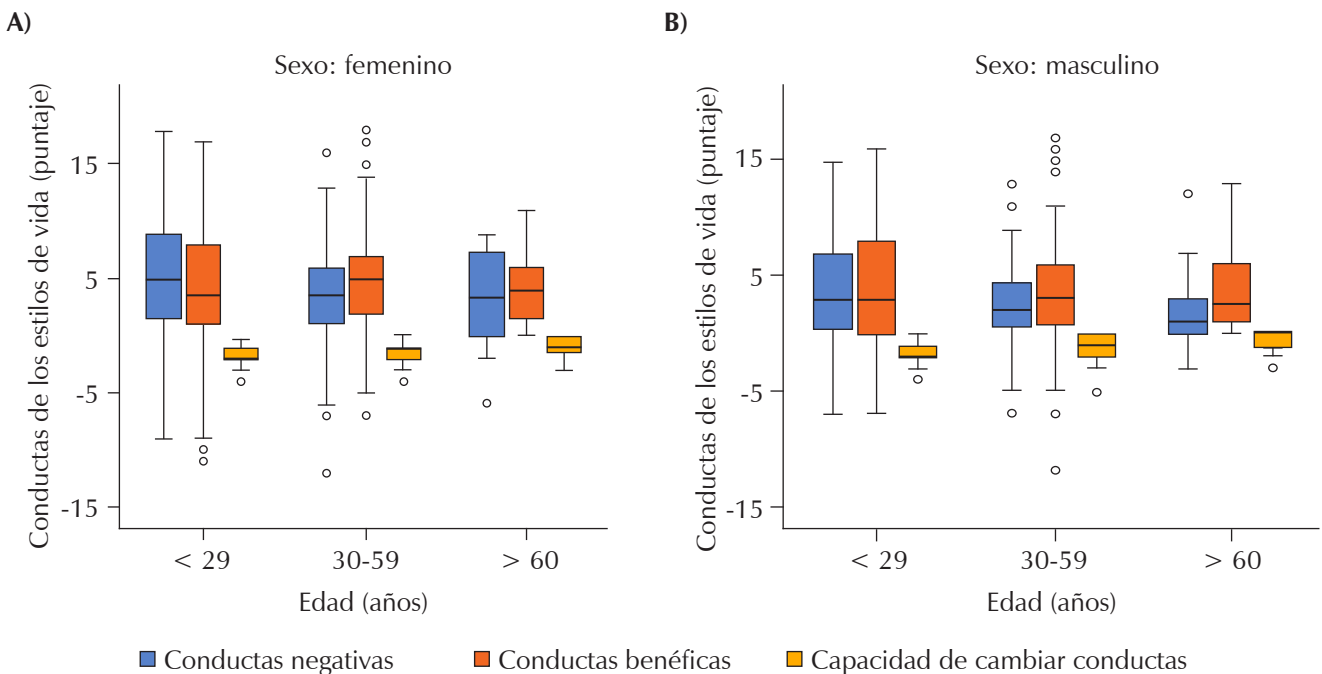 A)
Sexo: femenino
Conductas de los estilos de vida (puntaje)
15
5
-5
-15
< 29
30-59
> 60
Edad (años)
B)
Sexo: masculino
Conductas de los estilos de vida (puntaje)
15
5
-5
-15
< 29
30-59
> 60
Edad (años)
Conductas negativas
Conductas benéficas
Capacidad de cambiar conductas